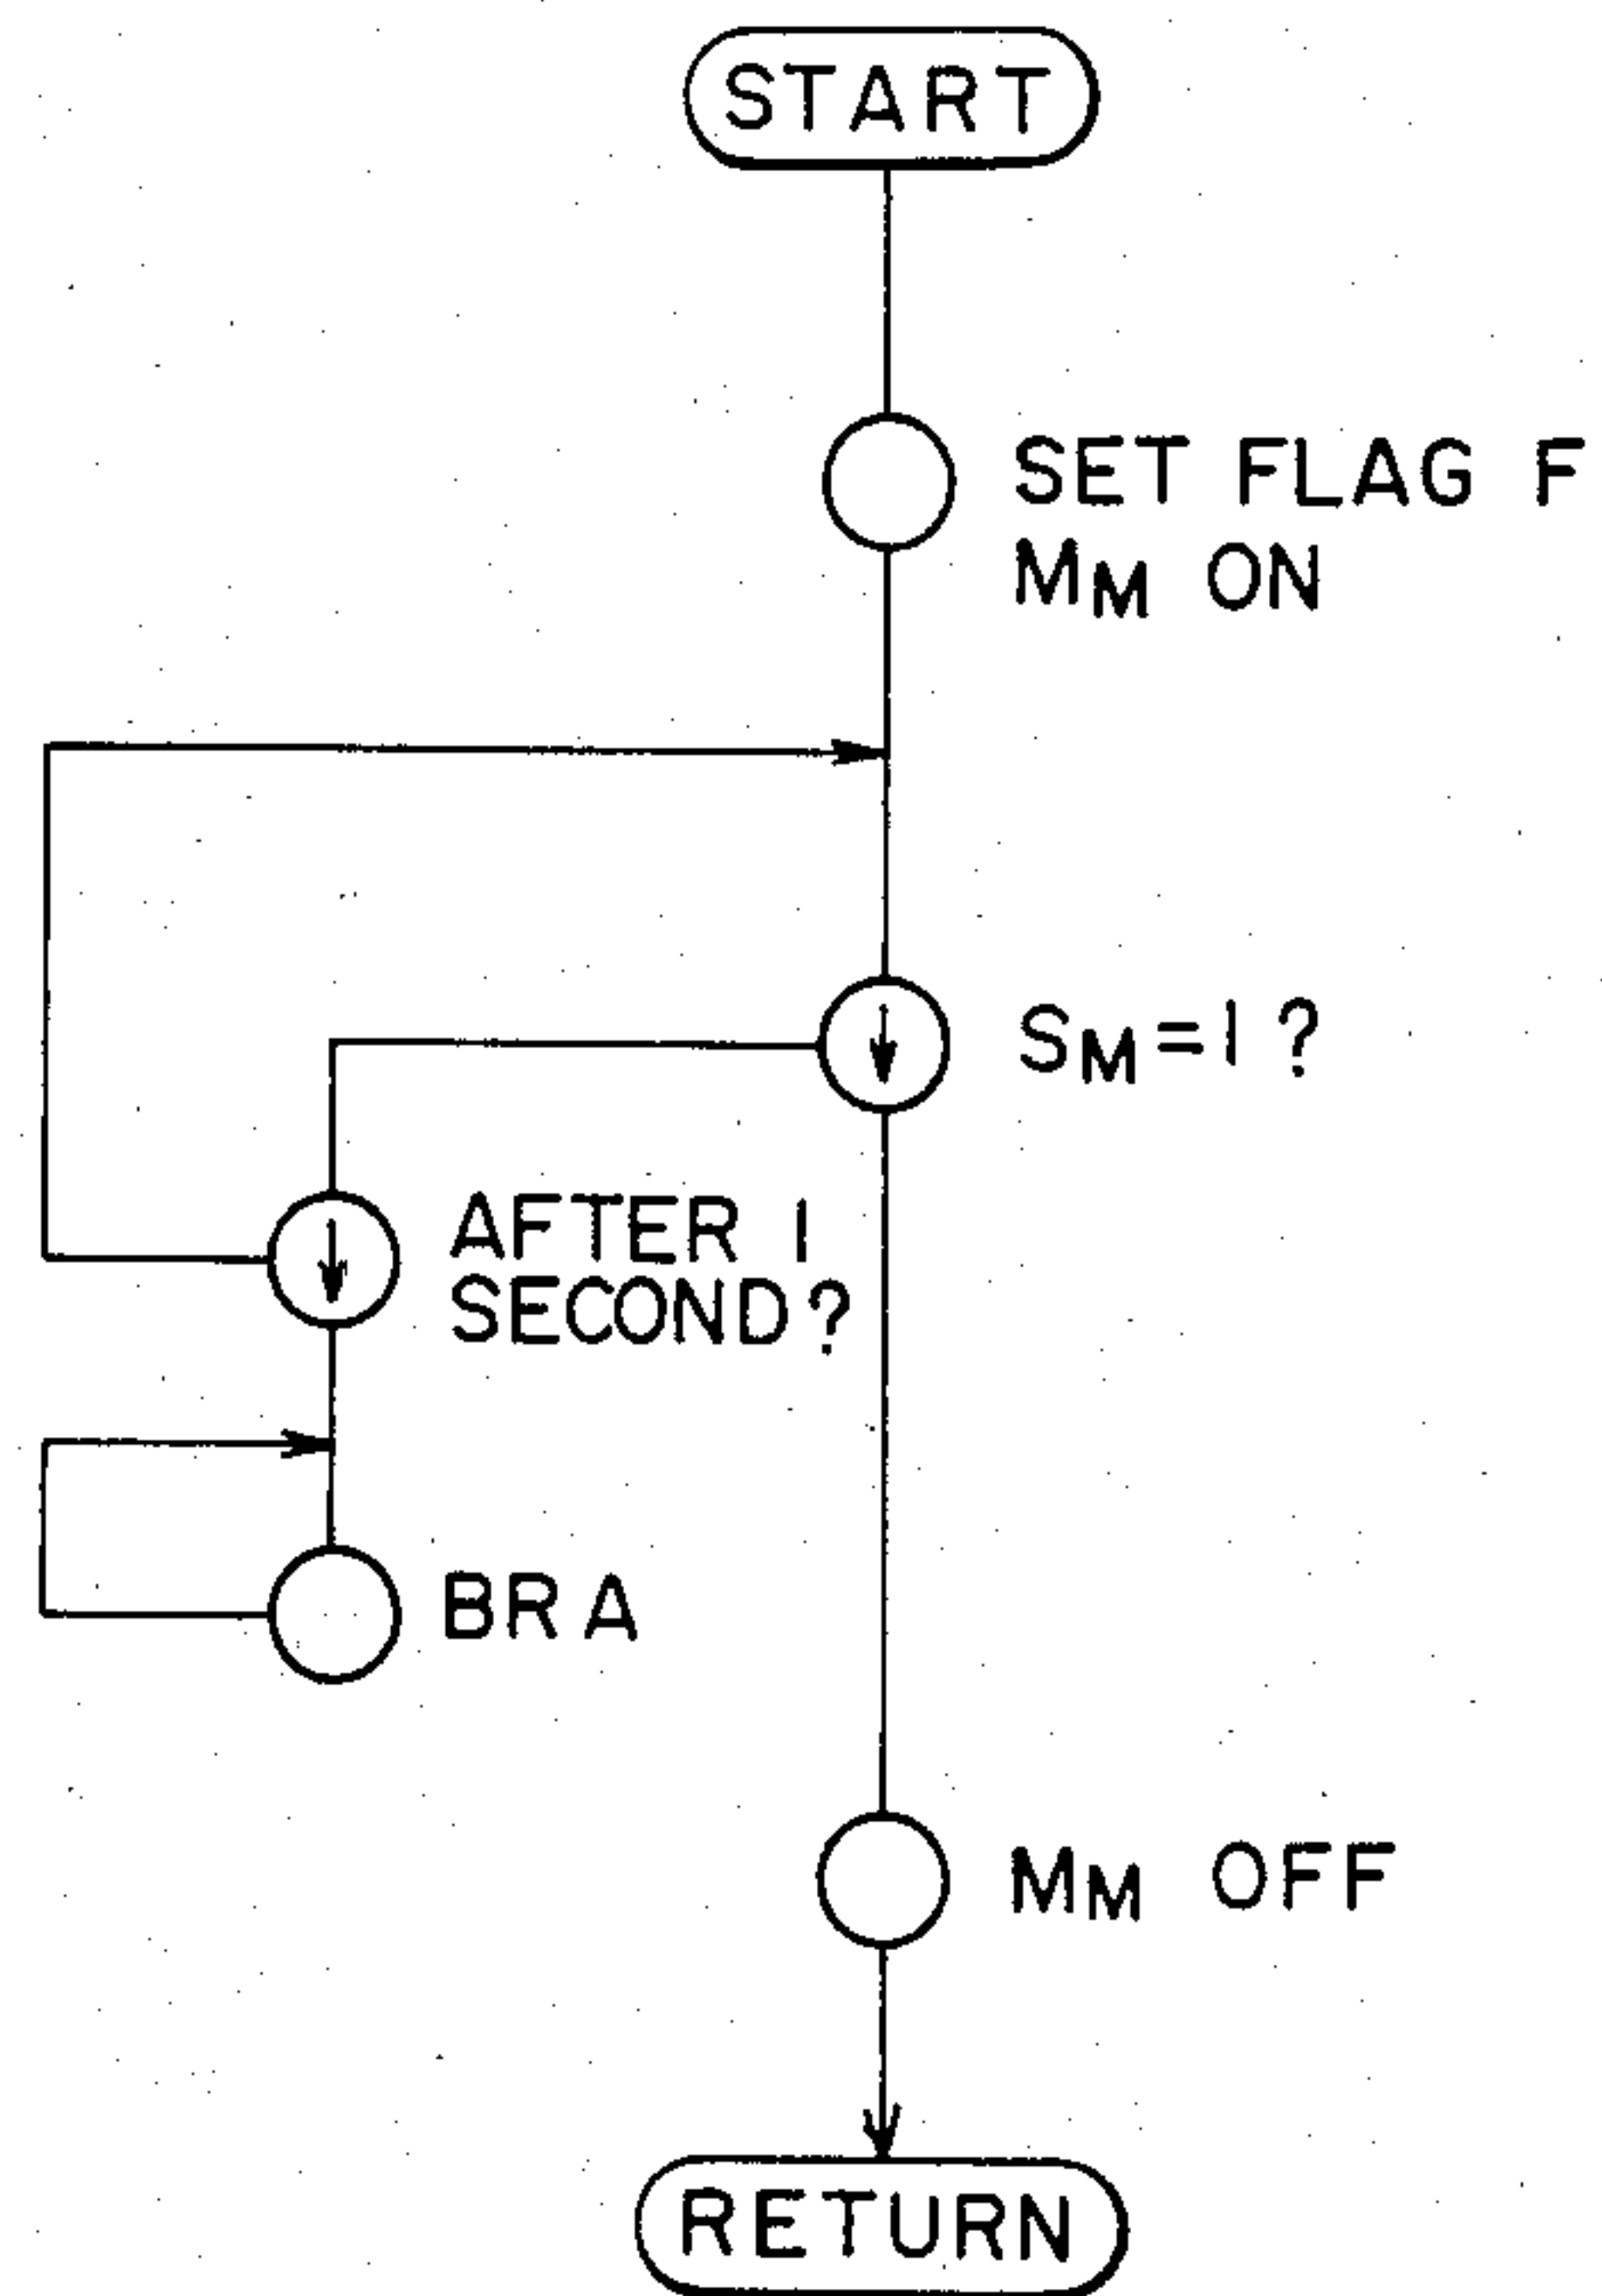 START
SET FLAG F
MM ON
SM=1?
AFTER 1
SECOND?
BRA
MM OFF
RETURN